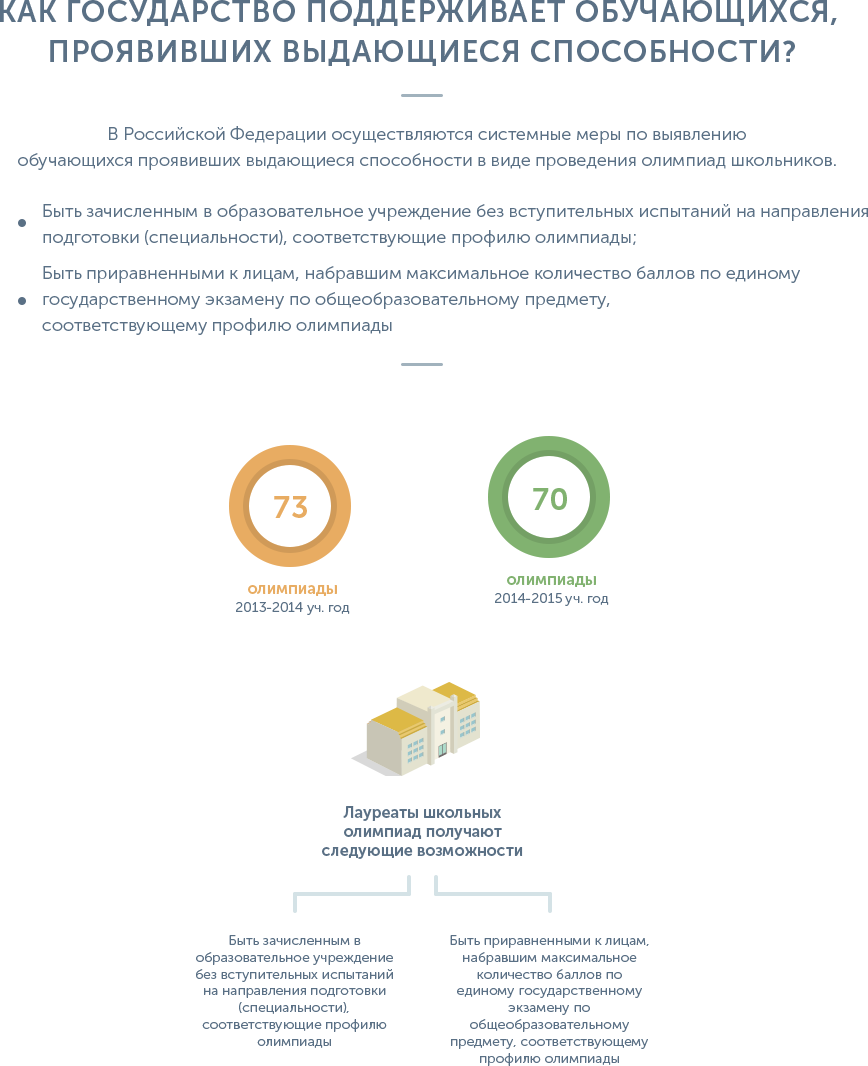 КАК ГОСУДАРСТВО ПОДДЕРЖИВАЕТ ОБУЧАЮЩИХСЯ,
ПРОЯВИВШИХ ВЫДАЮЩИЕСЯ СПОСОБНОСТИ?
В Российской Федерации осуществляются системные меры по выявлению
обучающихся проявивших выдающиеся способности в виде проведения олимпиад школьников.
Быть зачисленным в образовательное учреждение без вступительных испытаний на направления
подготовки (специальности), соответствующие профилю олимпиады;
Быть приравненными к лицам, набравшим максимальное количество баллов по единому
государственному экзамену по общеобразовательному предмету,
соответствующему профилю олимпиады
73
олимпиады
2013-2014 уч. год
70
олимпиады
2014-2015 уч. год
Лауреаты школьных
олимпиад получают
следующие возможности
Быть зачисленным в
образовательное учреждение
без вступительных испытаний
на направления подготовки
(специальности),
соответствующие профилю
олимпиады
Быть приравненными к лицам,
набравшим максимальное
количество баллов по
единому государственному
экзамену по
общеобразовательному
предмету, соответствующему
профилю олимпиады